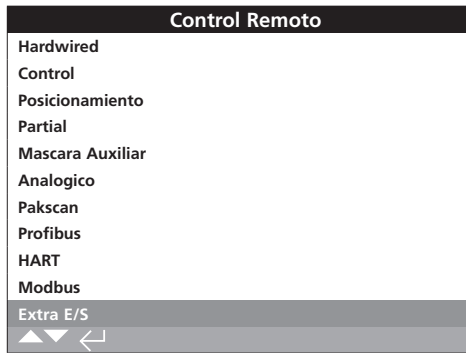 Control Remoto
Hardwired
Control
Posicionamiento
Partial
Mascara Auxiliar
Analogico
Pakscan
Profibus
HART
Modbus
Extra E/S